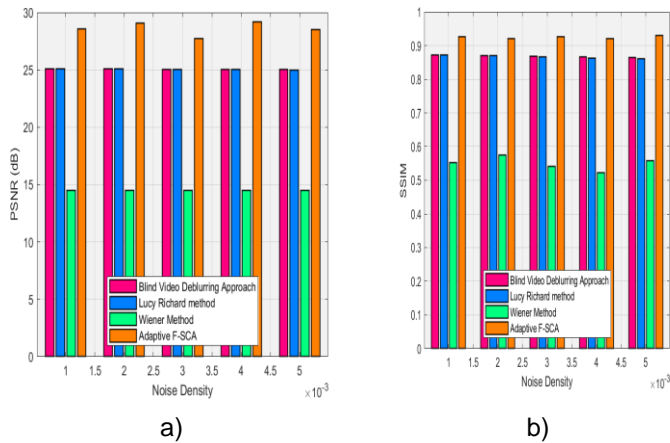 30
25
20
15
10
5
0
PSNR (dB)
Blind Video Deblurring Approach
Lucy Richard method
Wiener Method
Adaptive F-SCA
1 1.5 2 2.5 3 3.5 4 4.5 5
Noise Density
×10⁻³
a)
1
0.9
0.8
0.7
0.6
0.5
0.4
0.3
0.2
0.1
0
SSIM
Blind Video Deblurring Approach
Lucy Richard method
Wiener Method
Adaptive F-SCA
1 1.5 2 2.5 3 3.5 4 4.5 5
Noise Density
×10⁻³
b)